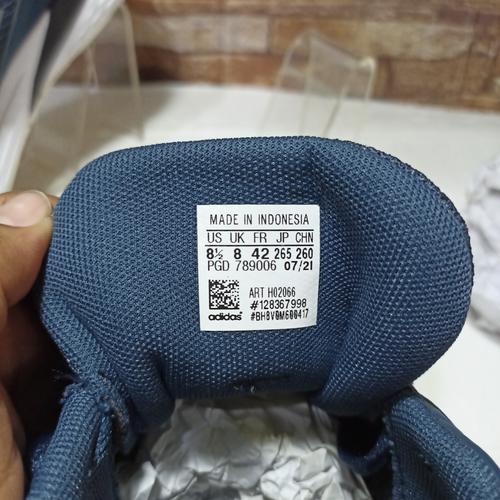 MADE IN INDONESIA
US UK FR JP CHN
8½ 8 42 265 260
PGD 789006 07/21
ART H02066
#128367998
adidas #BH8V0M600417